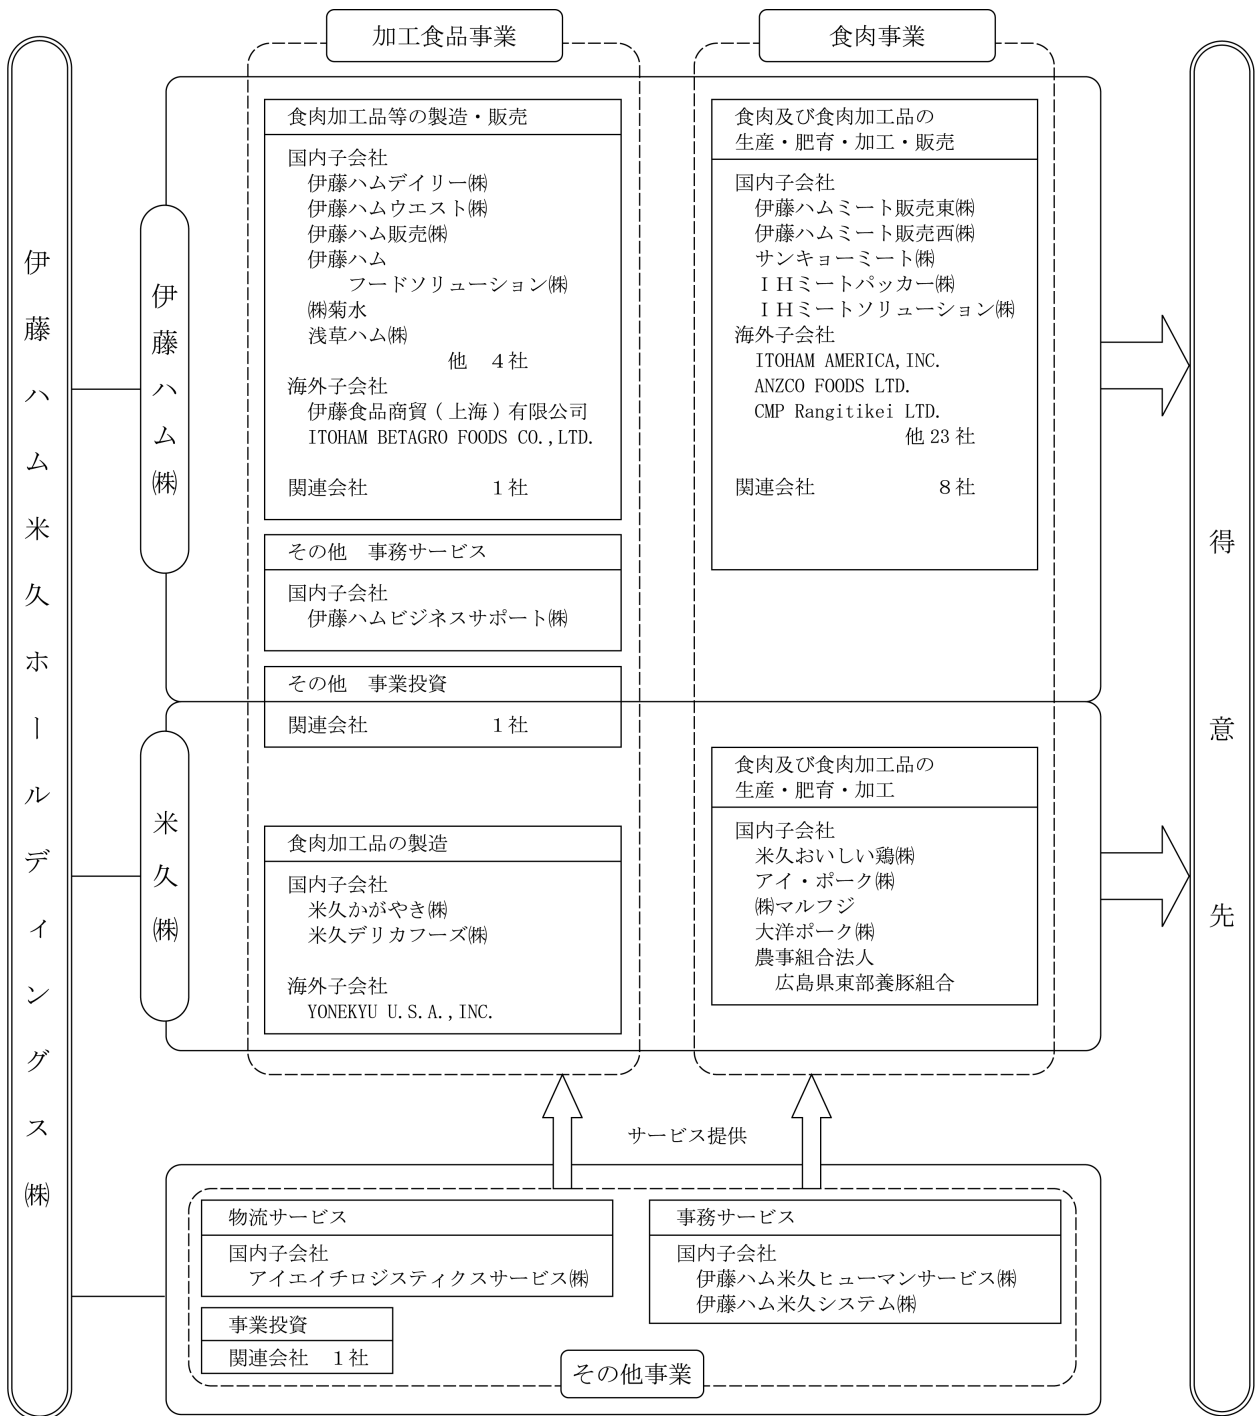 加工食品事業
食肉事業
伊藤ハム米久ホールディングス㈱
伊藤ハム㈱
食肉加工品等の製造・販売
国内子会社
伊藤ハムデイリー㈱
伊藤ハムウエスト㈱
伊藤ハム販売㈱
伊藤ハム
フードソリューション㈱
㈱菊水
浅草ハム㈱
他　4社
海外子会社
伊藤食品商貿（上海）有限公司
ITOHAM BETAGRO FOODS CO.,LTD.
関連会社　1社
その他　事務サービス
国内子会社
伊藤ハムビジネスサポート㈱
その他　事業投資
関連会社　1社
食肉及び食肉加工品の
生産・肥育・加工・販売
国内子会社
伊藤ハムミート販売東㈱
伊藤ハムミート販売西㈱
サンキョーミート㈱
ＩＨミートパッカー㈱
ＩＨミートソリューション㈱
海外子会社
ITOHAM AMERICA,INC.
ANZCO FOODS LTD.
CMP Rangitikei LTD.
他23社
関連会社　8社
米久㈱
食肉加工品の製造
国内子会社
米久かがやき㈱
米久デリカフーズ㈱
海外子会社
YONEKYU U.S.A.,INC.
食肉及び食肉加工品の
生産・肥育・加工
国内子会社
米久おいしい鶏㈱
アイ・ポーク㈱
㈱マルフジ
大洋ポーク㈱
農事組合法人
広島県東部養豚組合
得意先
サービス提供
物流サービス
国内子会社
アイエイチロジスティクスサービス㈱
事業投資
関連会社　1社
事務サービス
国内子会社
伊藤ハム米久ヒューマンサービス㈱
伊藤ハム米久システム㈱
その他事業